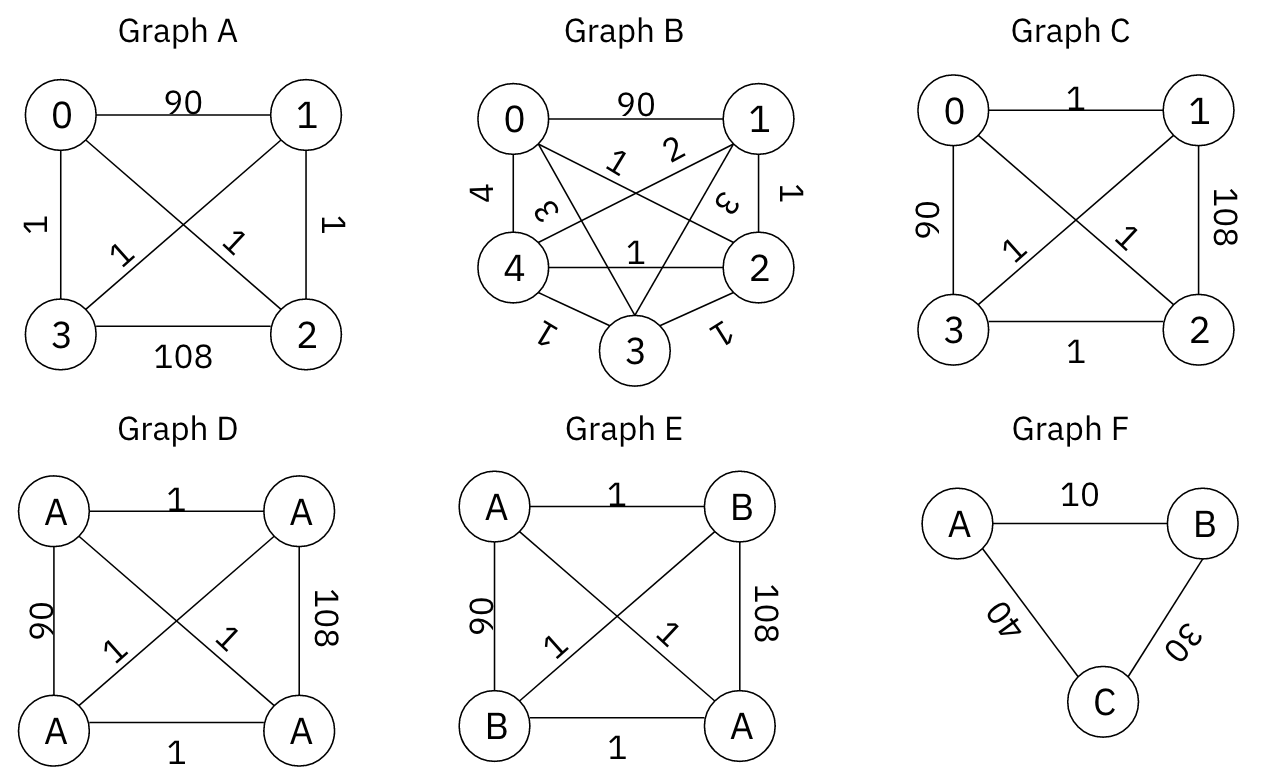 Graph A
Graph B
Graph C
0 90 1
1 1 1 1
3 108 2
0 90 1
4 3 1 2 3 1
4 1 2
1 3 1
0 1 1
90 1 1 108
3 1 2
Graph D
Graph E
Graph F
A 1 A
90 1 1 108
A 1 A
A 1 B
90 1 1 108
B 1 A
A 10 B
40 30
C